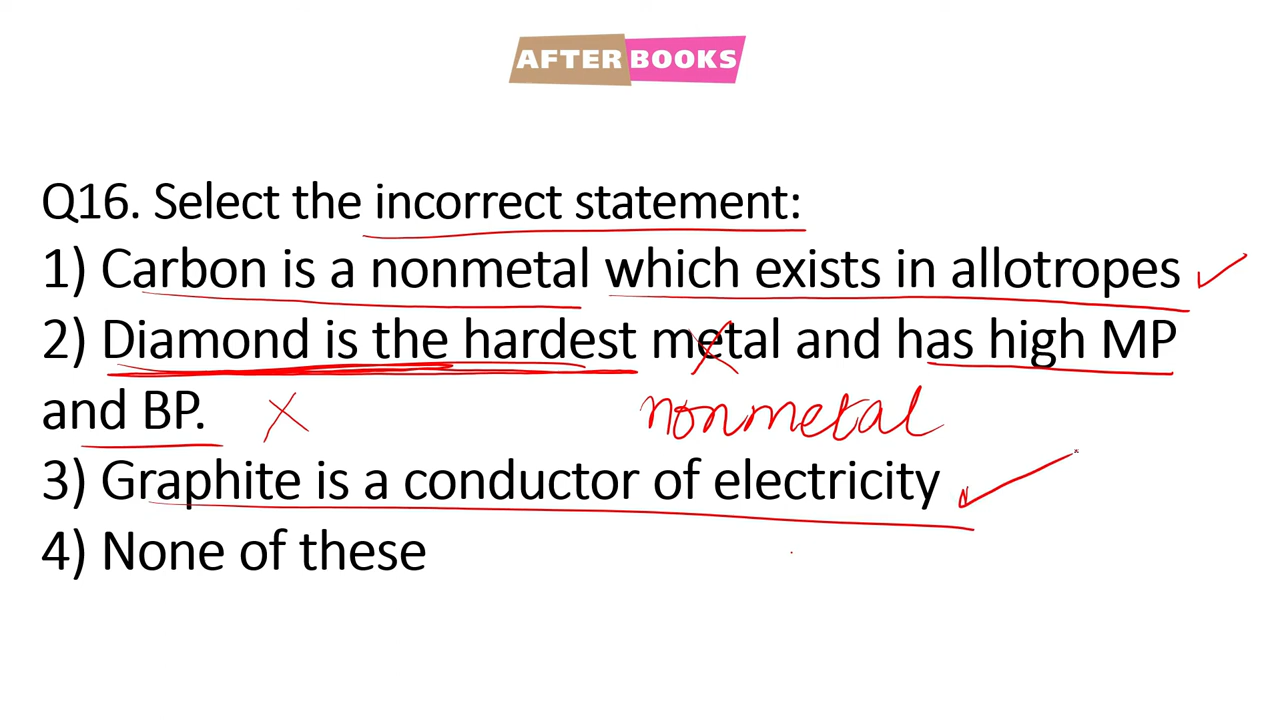 AFTER BOOKS
Q16. Select the incorrect statement:
1) Carbon is a nonmetal which exists in allotropes
2) Diamond is the hardest metal and has high MP
and BP.
nonmetal
3) Graphite is a conductor of electricity
4) None of these